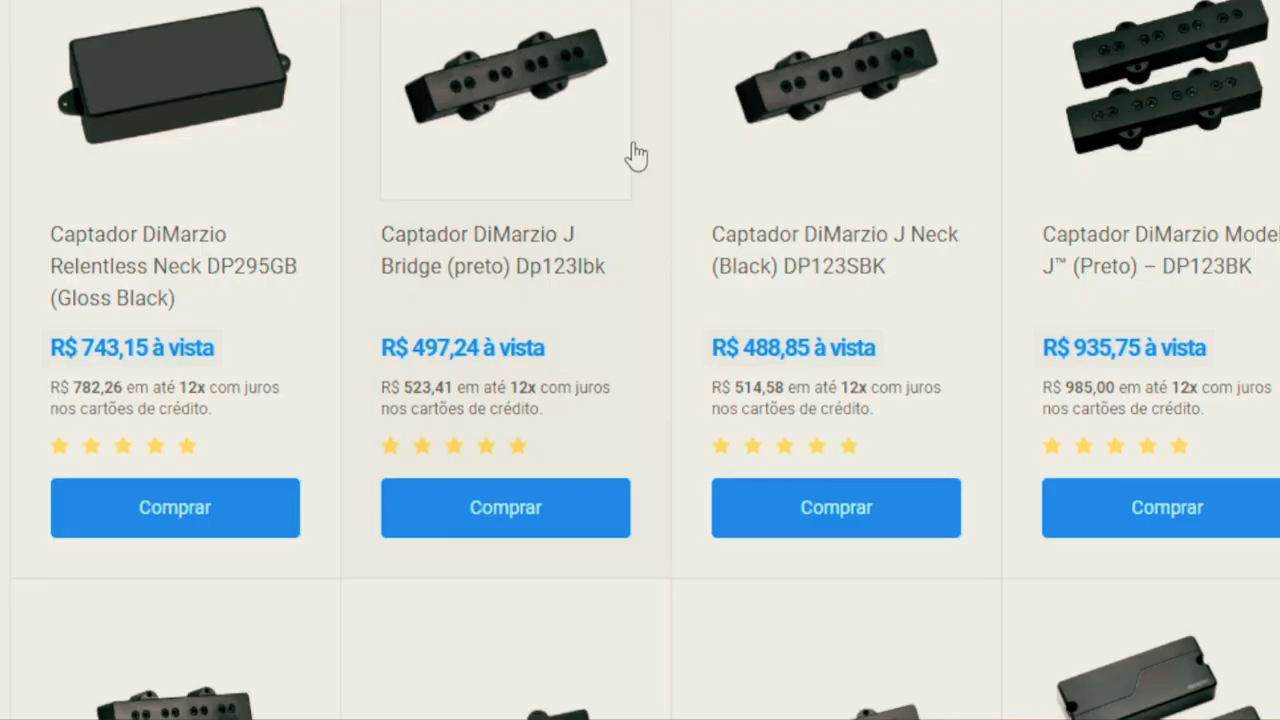 Captador DiMarzio
Relentless Neck DP295GB
(Gloss Black)
R$ 743,15 à vista
R$ 782,26 em até 12x com juros
nos cartões de crédito.
Comprar
Captador DiMarzio J
Bridge (preto) Dp123lbk
R$ 497,24 à vista
R$ 523,41 em até 12x com juros
nos cartões de crédito.
Comprar
Captador DiMarzio J Neck
(Black) DP123SBK
R$ 488,85 à vista
R$ 514,58 em até 12x com juros
nos cartões de crédito.
Comprar
Captador DiMarzio Model
J™ (Preto) – DP123BK
R$ 935,75 à vista
R$ 985,00 em até 12x com juros
nos cartões de crédito.
Comprar